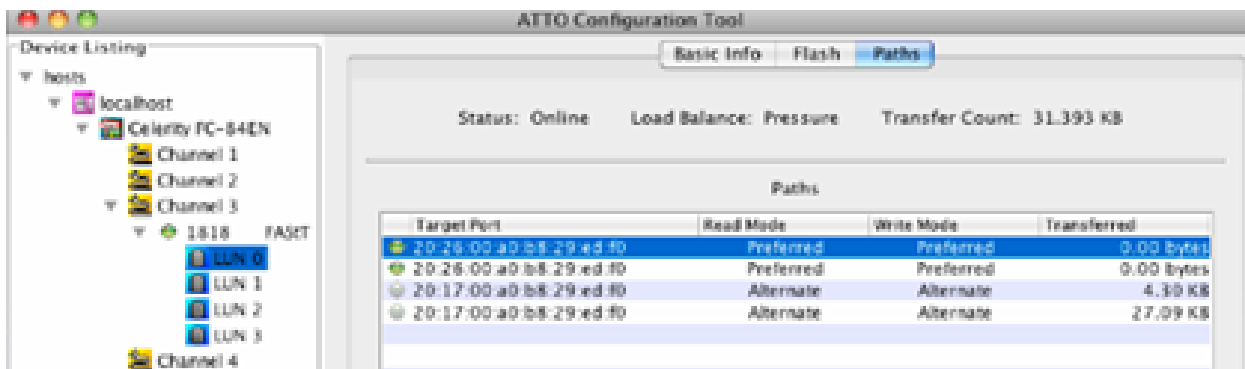 ATTO Configuration Tool
Device Listing
Basic Info Flash Paths
hosts
localhost
Celerity FC-84EN
Channel 1
Channel 2
Channel 3
1818 FAStT
LUN 0
LUN 1
LUN 2
LUN 3
Channel 4
Status: Online Load Balance: Pressure Transfer Count: 31.393 KB
Paths
Target Port Read Mode Write Mode Transferred
20:26:00:a0:b8:29:ed:f0 Preferred Preferred 0.00 bytes
20:26:00:a0:b8:29:ed:f0 Preferred Preferred 0.00 bytes
20:17:00:a0:b8:29:ed:f0 Alternate Alternate 4.30 KB
20:17:00:a0:b8:29:ed:f0 Alternate Alternate 27.09 KB